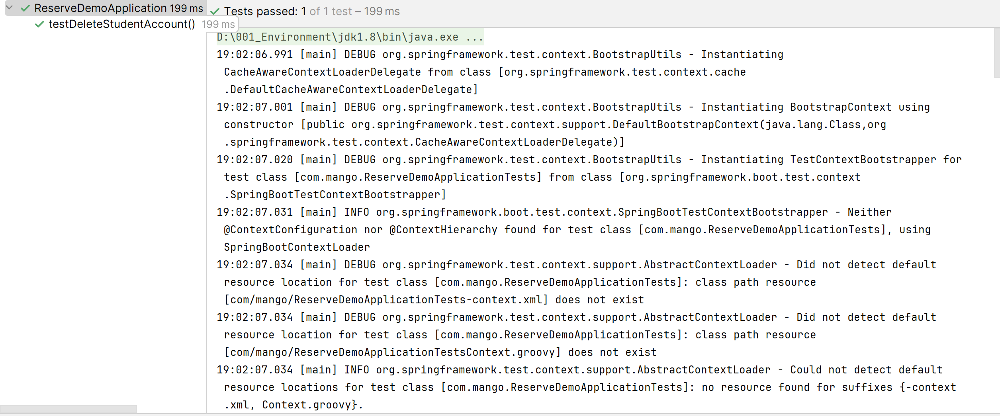 ReserveDemoApplication 199 ms
testDeleteStudentAccount() 199 ms
Tests passed: 1 of 1 test – 199 ms
D:\001_Environment\jdk1.8\bin\java.exe ...
19:02:06.991 [main] DEBUG org.springframework.test.context.BootstrapUtils - Instantiating
CacheAwareContextLoaderDelegate from class [org.springframework.test.context.cache
.DefaultCacheAwareContextLoaderDelegate]
19:02:07.001 [main] DEBUG org.springframework.test.context.BootstrapUtils - Instantiating BootstrapContext using
constructor [public org.springframework.test.context.support.DefaultBootstrapContext(java.lang.Class,org
.springframework.test.context.CacheAwareContextLoaderDelegate)]
19:02:07.020 [main] DEBUG org.springframework.test.context.BootstrapUtils - Instantiating TestContextBootstrapper for
test class [com.mango.ReserveDemoApplicationTests] from class [org.springframework.boot.test.context
.SpringBootTestContextBootstrapper]
19:02:07.031 [main] INFO org.springframework.boot.test.context.SpringBootTestContextBootstrapper - Neither
@ContextConfiguration nor @ContextHierarchy found for test class [com.mango.ReserveDemoApplicationTests], using
SpringBootContextLoader
19:02:07.034 [main] DEBUG org.springframework.test.context.support.AbstractContextLoader - Did not detect default
resource location for test class [com.mango.ReserveDemoApplicationTests]: class path resource
[com/mango/ReserveDemoApplicationTests-context.xml] does not exist
19:02:07.034 [main] DEBUG org.springframework.test.context.support.AbstractContextLoader - Did not detect default
resource location for test class [com.mango.ReserveDemoApplicationTests]: class path resource
[com/mango/ReserveDemoApplicationTestsContext.groovy] does not exist
19:02:07.034 [main] INFO org.springframework.test.context.support.AbstractContextLoader - Could not detect default
resource locations for test class [com.mango.ReserveDemoApplicationTests]: no resource found for suffixes {-context
.xml, Context.groovy}.